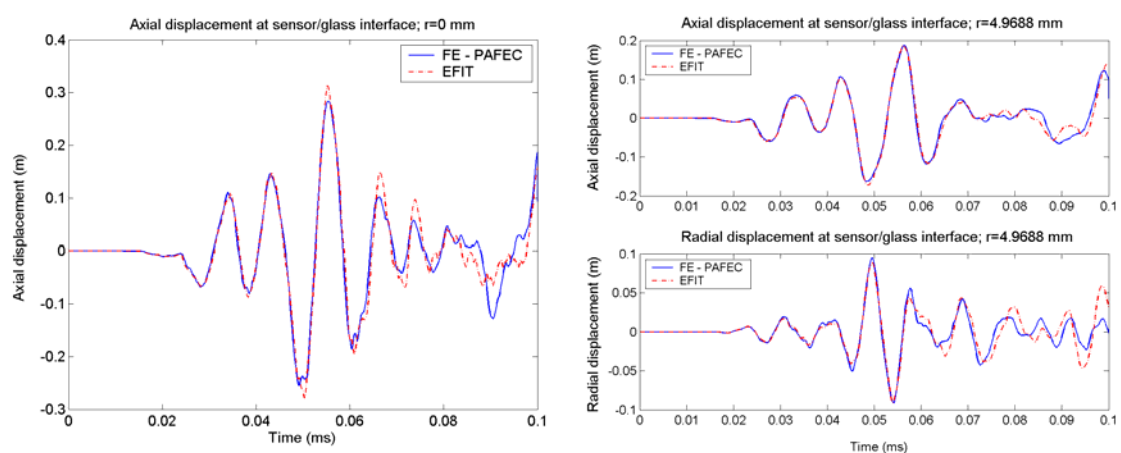 Axial displacement at sensor/glass interface; r=0 mm
0.4
0.3
0.2
0.1
0
-0.1
-0.2
-0.3
Axial displacement (m)
FE - PAFEC
EFIT
0 0.02 0.04 0.06 0.08 0.1
Time (ms)
Axial displacement at sensor/glass interface; r=4.9688 mm
0.2
0.1
0
-0.1
-0.2
Axial displacement (m)
FE - PAFEC
EFIT
0 0.01 0.02 0.03 0.04 0.05 0.06 0.07 0.08 0.09 0.1
Radial displacement at sensor/glass interface; r=4.9688 mm
0.1
0.05
0
-0.05
-0.1
Radial displacement (m)
FE - PAFEC
EFIT
0 0.01 0.02 0.03 0.04 0.05 0.06 0.07 0.08 0.09 0.1
Time (ms)